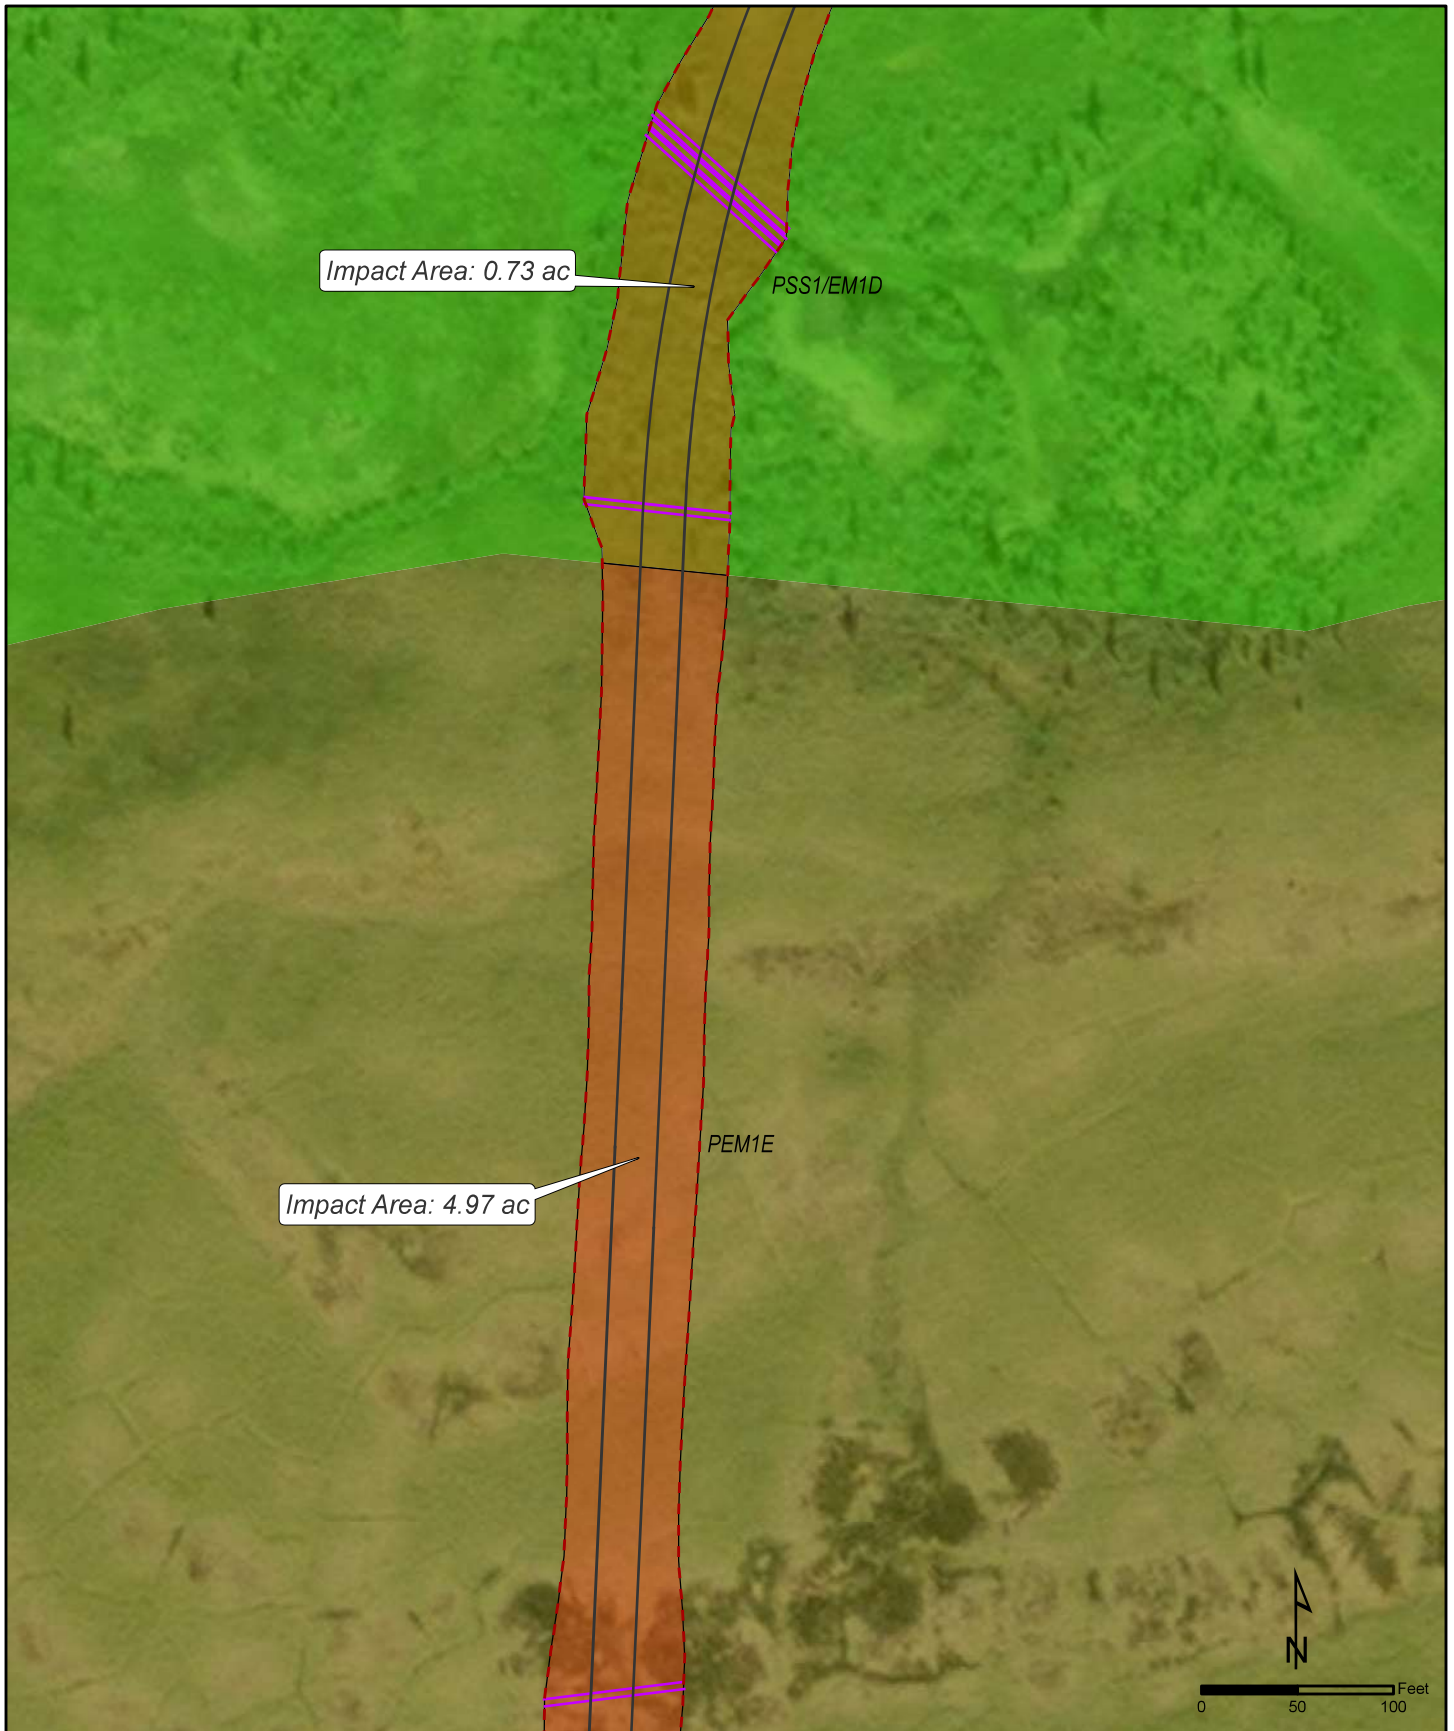 Impact Area: 0.73 ac
PSS1/EM1D
PEM1E
Impact Area: 4.97 ac
N
Feet
0 50 100